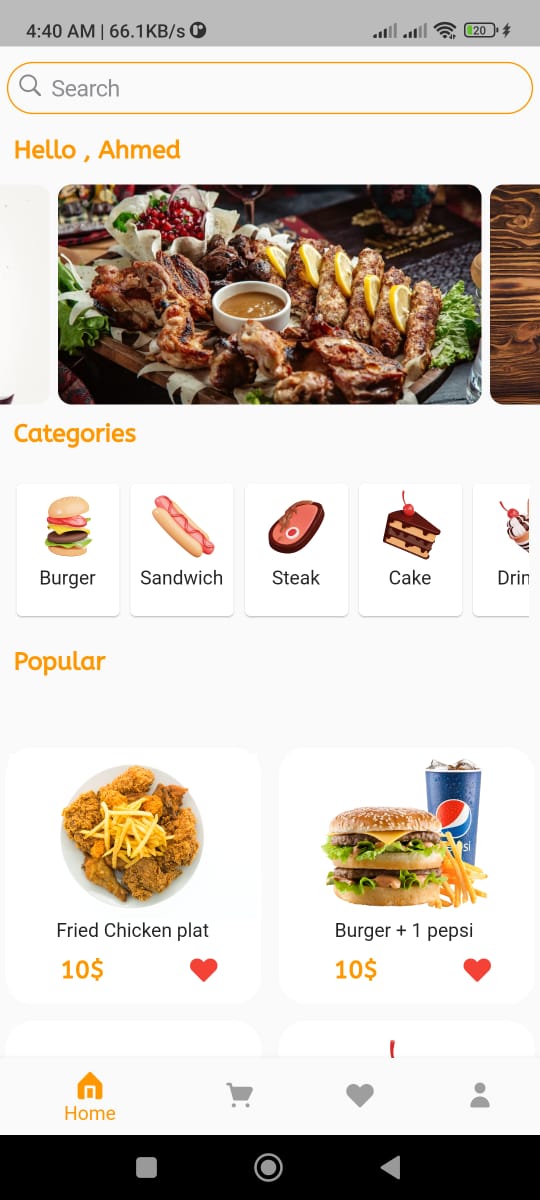 4:40 AM | 66.1KB/s
20
Search
Hello , Ahmed
Categories
Burger
Sandwich
Steak
Cake
Drin
Popular
Fried Chicken plat
10$
Burger + 1 pepsi
10$
Home